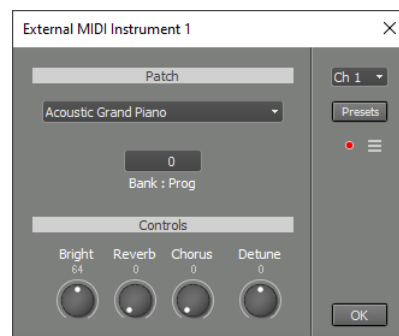 External MIDI Instrument 1
Patch
Ch 1
Acoustic Grand Piano
Presets
0
Bank : Prog
Controls
Bright Reverb Chorus Detune
64 0 0 0
OK